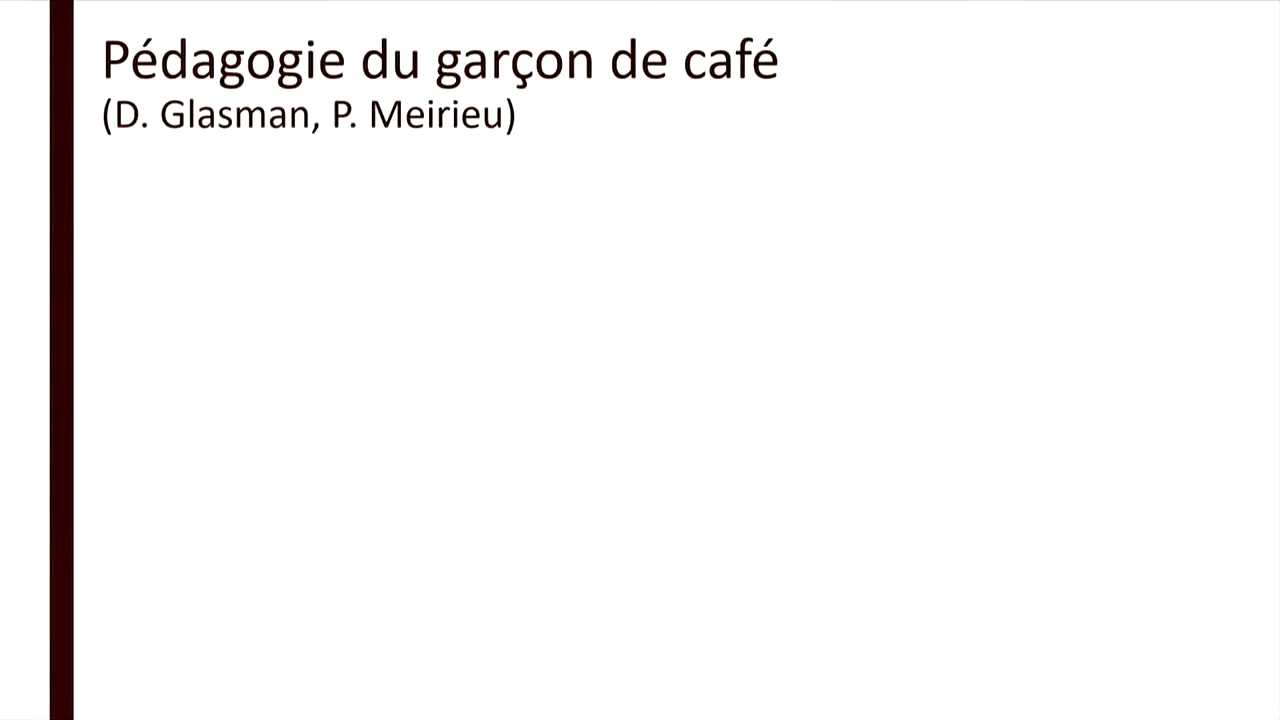 Pédagogie du garçon de café
(D. Glasman, P. Meirieu)